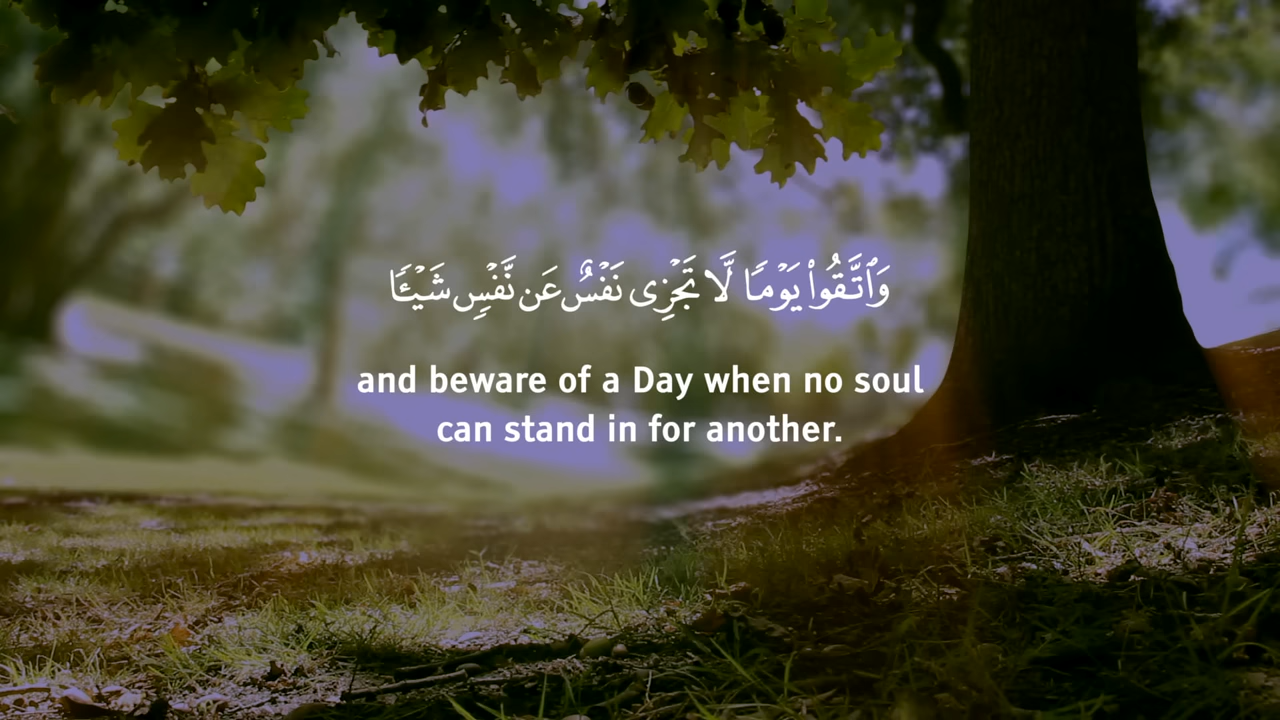 وَٱتَّقُوا۟ يَوْمًا لَّا تَجْزِى نَفْسٌ عَن نَّفْسٍ شَيْـًٔا
and beware of a Day when no soul
can stand in for another.